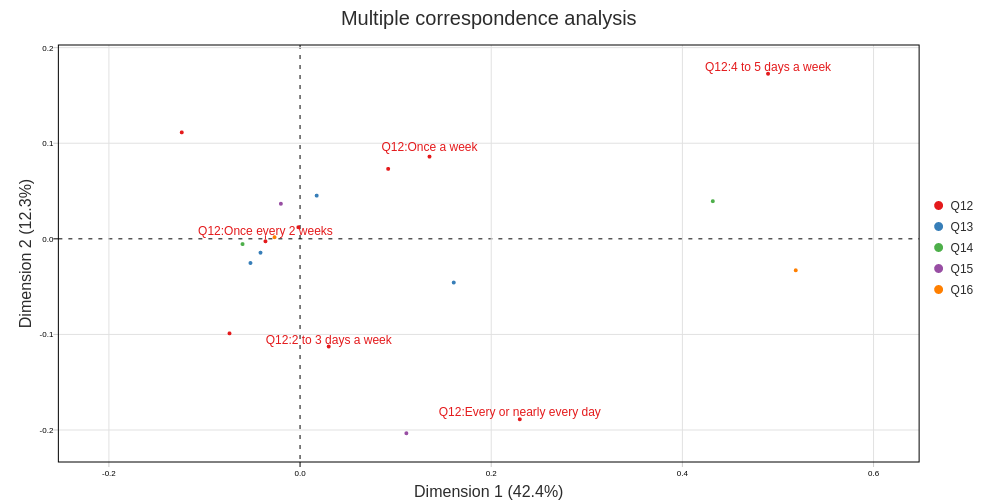 Multiple correspondence analysis
Dimension 2 (12.3%)
0.2
0.1
0.0
-0.1
-0.2
Q12:4 to 5 days a week
Q12:Once a week
Q12:Once every 2 weeks
Q12:2 to 3 days a week
Q12:Every or nearly every day
Q12
Q13
Q14
Q15
Q16
-0.2
0.0
0.2
0.4
0.6
Dimension 1 (42.4%)